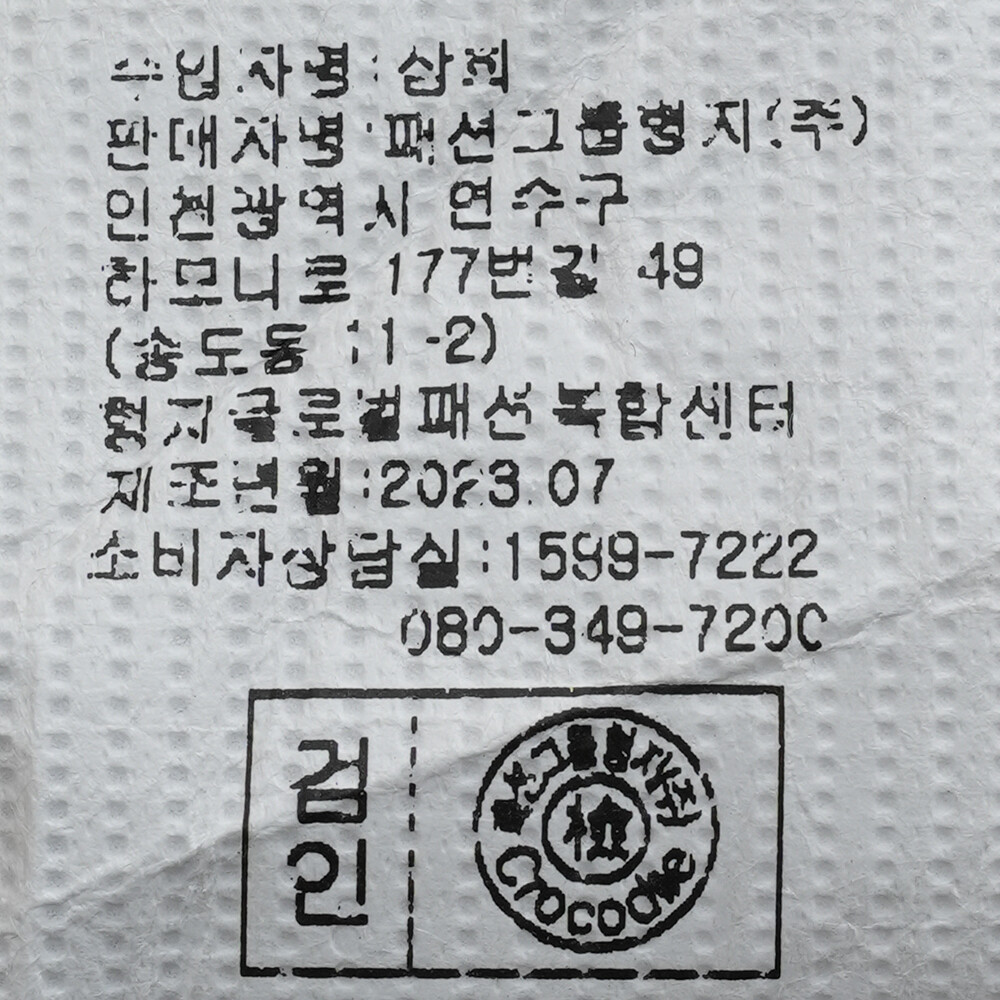 수입자명:삼희
판매자명:패션그룹형지(주)
인천광역시 연수구
하모니로 177번길 49
(송도동 11-2)
형지글로벌패션복합센터
제조년월:2023.07
소비자상담실:1599-7222
080-349-7200
검
인
패션그룹형지(주)
檢
Crocodile